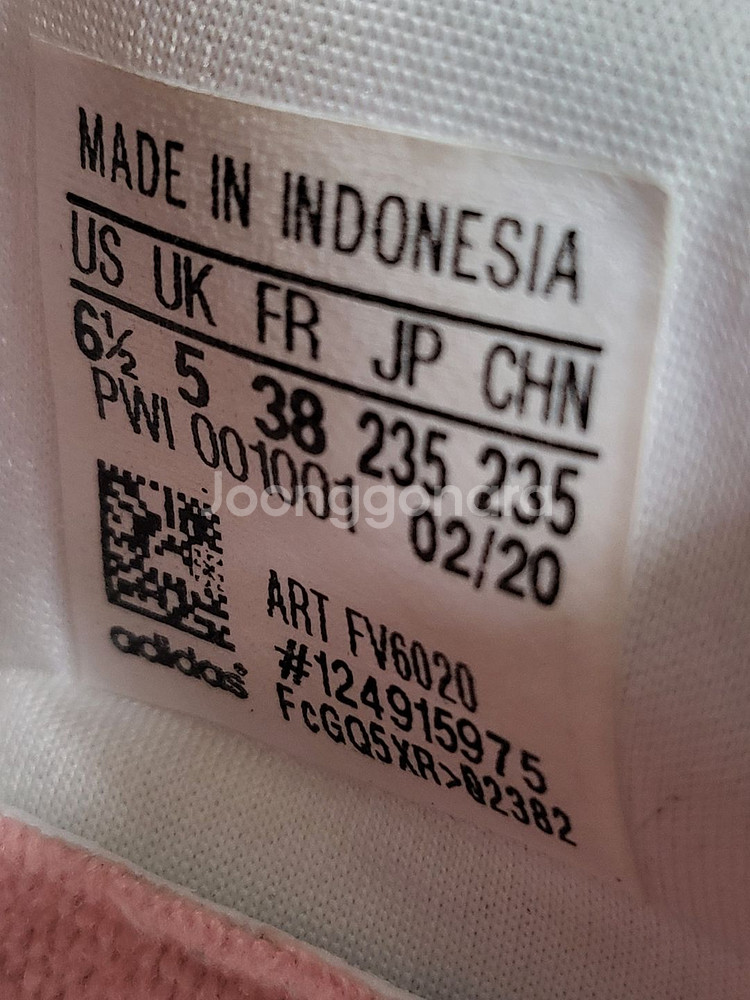 MADE IN INDONESIA
US UK FR JP CHN
6½ 5 38 235 235
PWI 001001 02/20
Joonggonara
ART FV6020
#124915975
FcGQ5XR>02382
adidas®